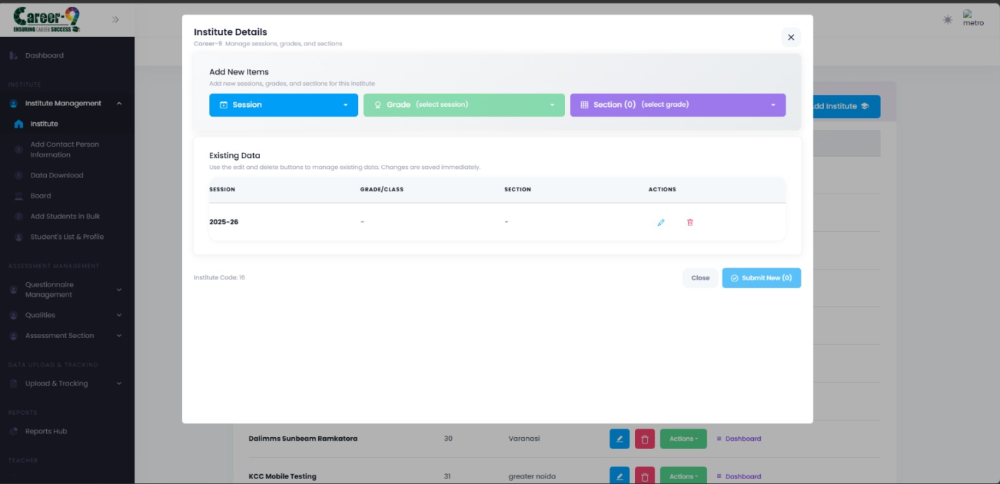 Career-9
ENSURING CAREER SUCCESS
metro
Dashboard
INSTITUTE
Institute Management
Institute
Add Contact Person
Information
Data Download
Board
Add Students in Bulk
Student's List & Profile
ASSESSMENT MANAGEMENT
Questionnaire
Management
Qualities
Assessment Section
DATA UPLOAD & TRACKING
Upload & Tracking
REPORTS
Reports Hub
TEACHER
Institute Details
Career-9 Manage sessions, grades, and sections
Add New Items
Add new sessions, grades, and sections for this institute
Session
Grade (select session)
Section (0) (select grade)
dd Institute
Existing Data
Use the edit and delete buttons to manage existing data. Changes are saved immediately.
SESSION GRADE/CLASS SECTION ACTIONS
2025-26 - -
Institute Code: 16
Close
Submit New (0)
Dalimms Sunbeam Ramkatora 30 Varanasi Actions Dashboard
KCC Mobile Testing 31 greater noida Actions Dashboard